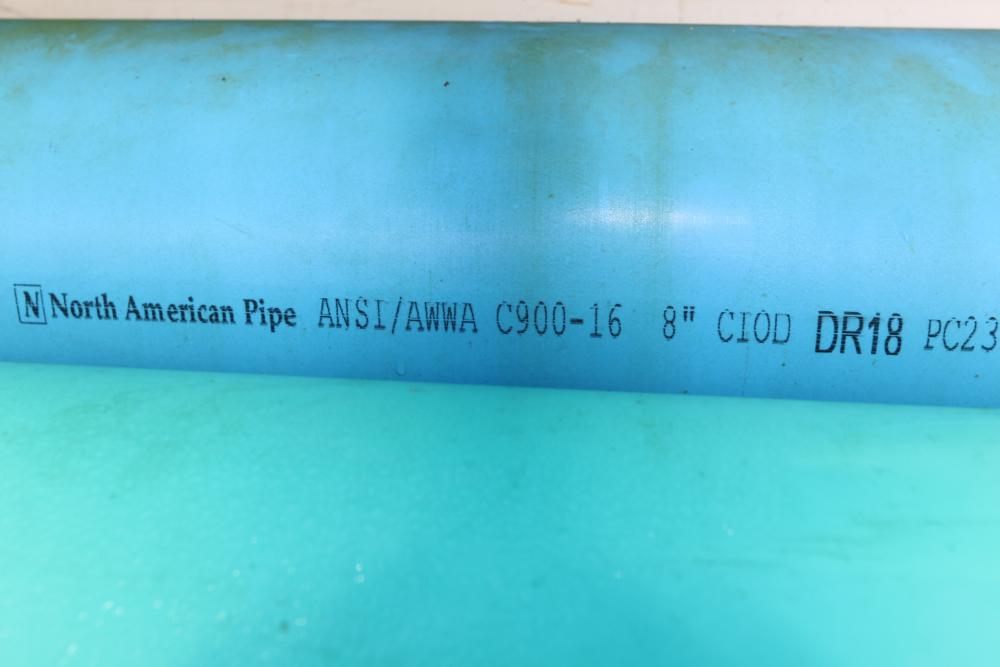 N North American Pipe ANSI/AWWA C900-16 8" CIOD DR18 PC23